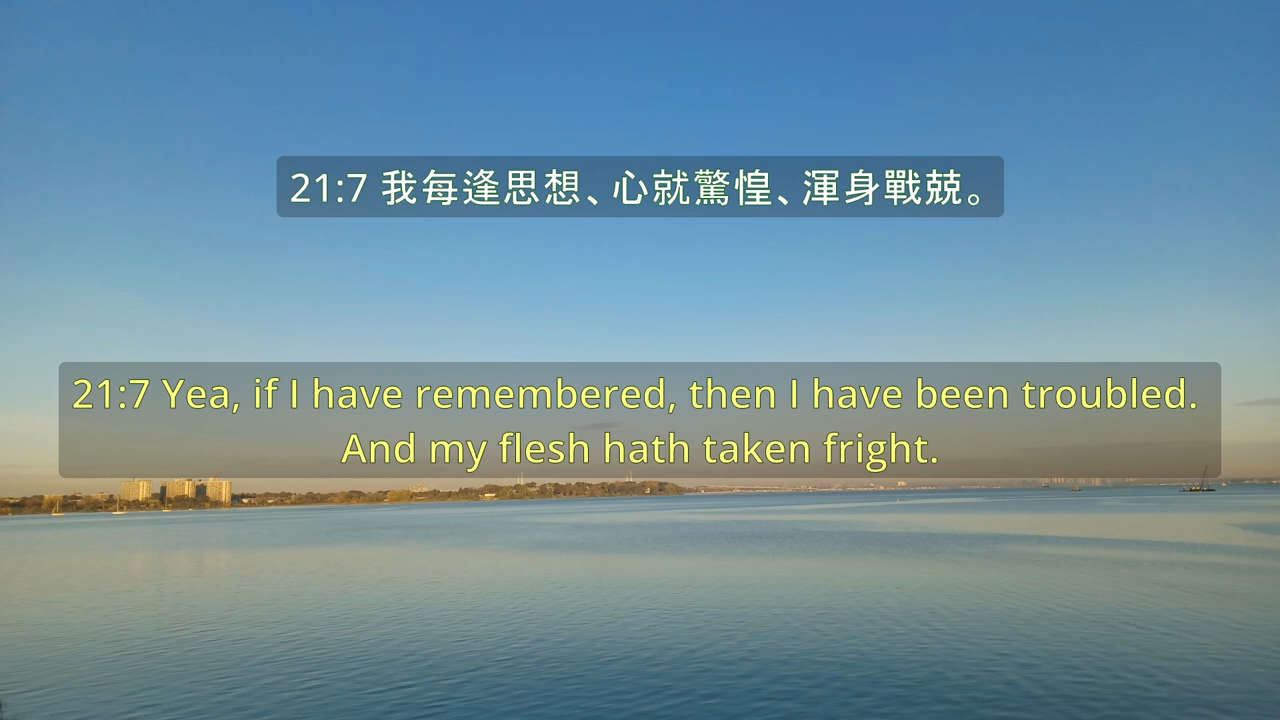 21:7 我每逢思想、心就驚惶、渾身戰兢。
21:7 Yea, if I have remembered, then I have been troubled.
And my flesh hath taken fright.